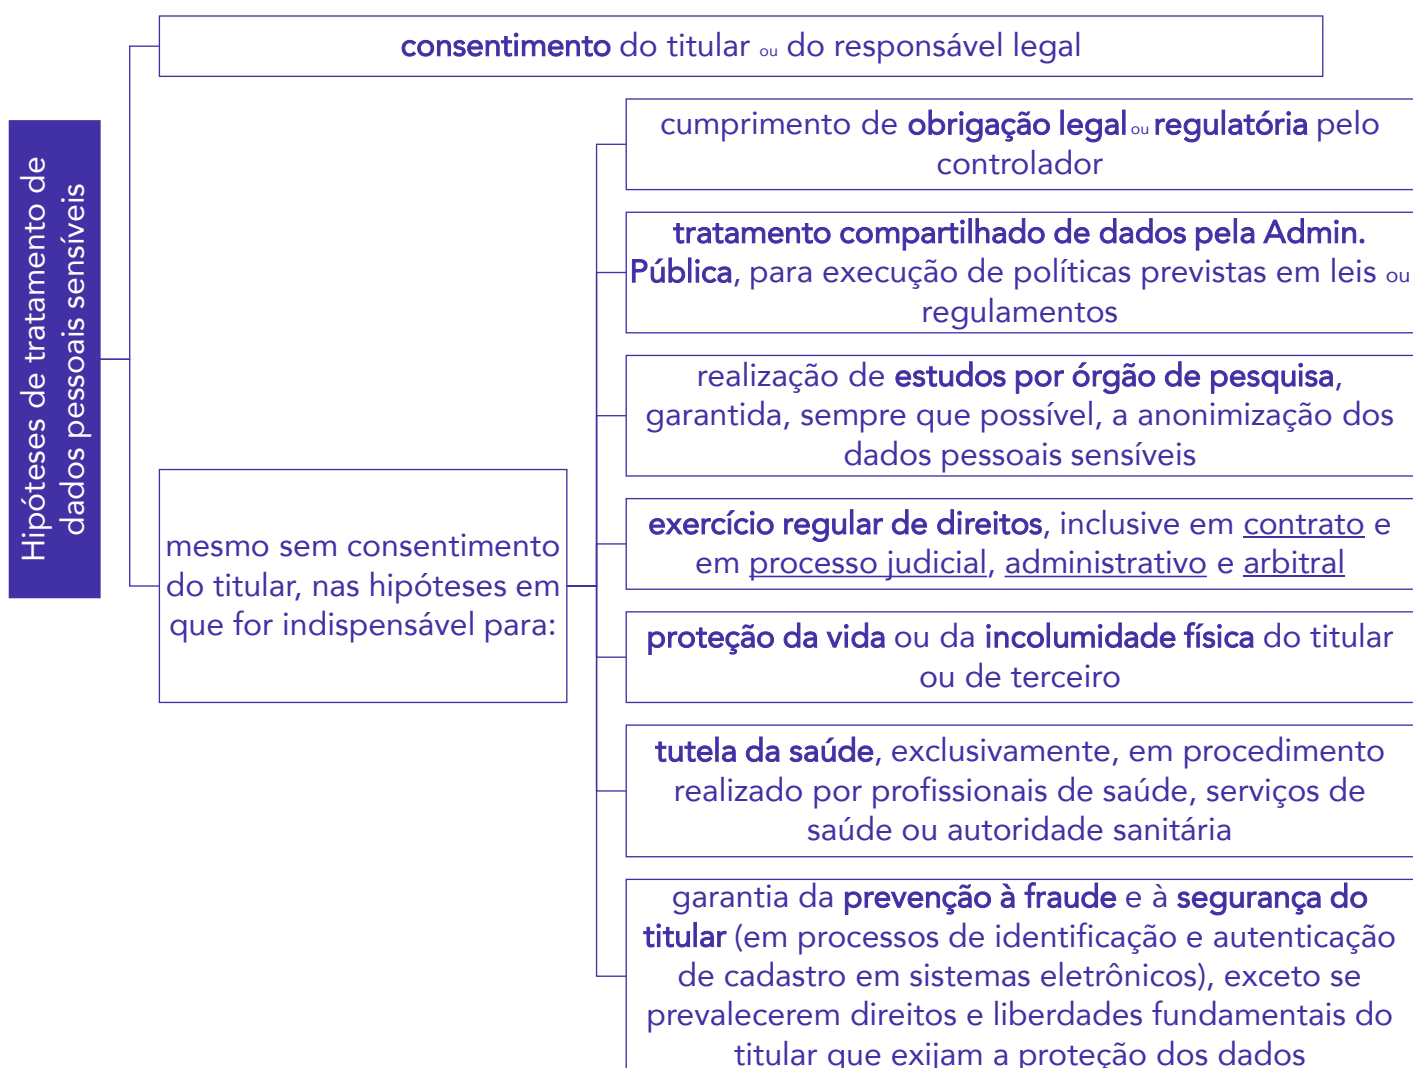 Hipóteses de tratamento de
dados pessoais sensíveis
consentimento do titular ou do responsável legal
mesmo sem consentimento
do titular, nas hipóteses em
que for indispensável para:
cumprimento de obrigação legal ou regulatória pelo
controlador
tratamento compartilhado de dados pela Admin.
Pública, para execução de políticas previstas em leis ou
regulamentos
realização de estudos por órgão de pesquisa,
garantida, sempre que possível, a anonimização dos
dados pessoais sensíveis
exercício regular de direitos, inclusive em contrato e
em processo judicial, administrativo e arbitral
proteção da vida ou da incolumidade física do titular
ou de terceiro
tutela da saúde, exclusivamente, em procedimento
realizado por profissionais de saúde, serviços de
saúde ou autoridade sanitária
garantia da prevenção à fraude e à segurança do
titular (em processos de identificação e autenticação
de cadastro em sistemas eletrônicos), exceto se
prevalecerem direitos e liberdades fundamentais do
titular que exijam a proteção dos dados